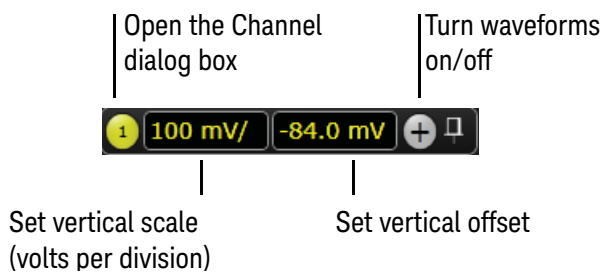 Open the Channel
dialog box
Turn waveforms
on/off
1 100 mV/ -84.0 mV +
Set vertical scale
(volts per division)
Set vertical offset